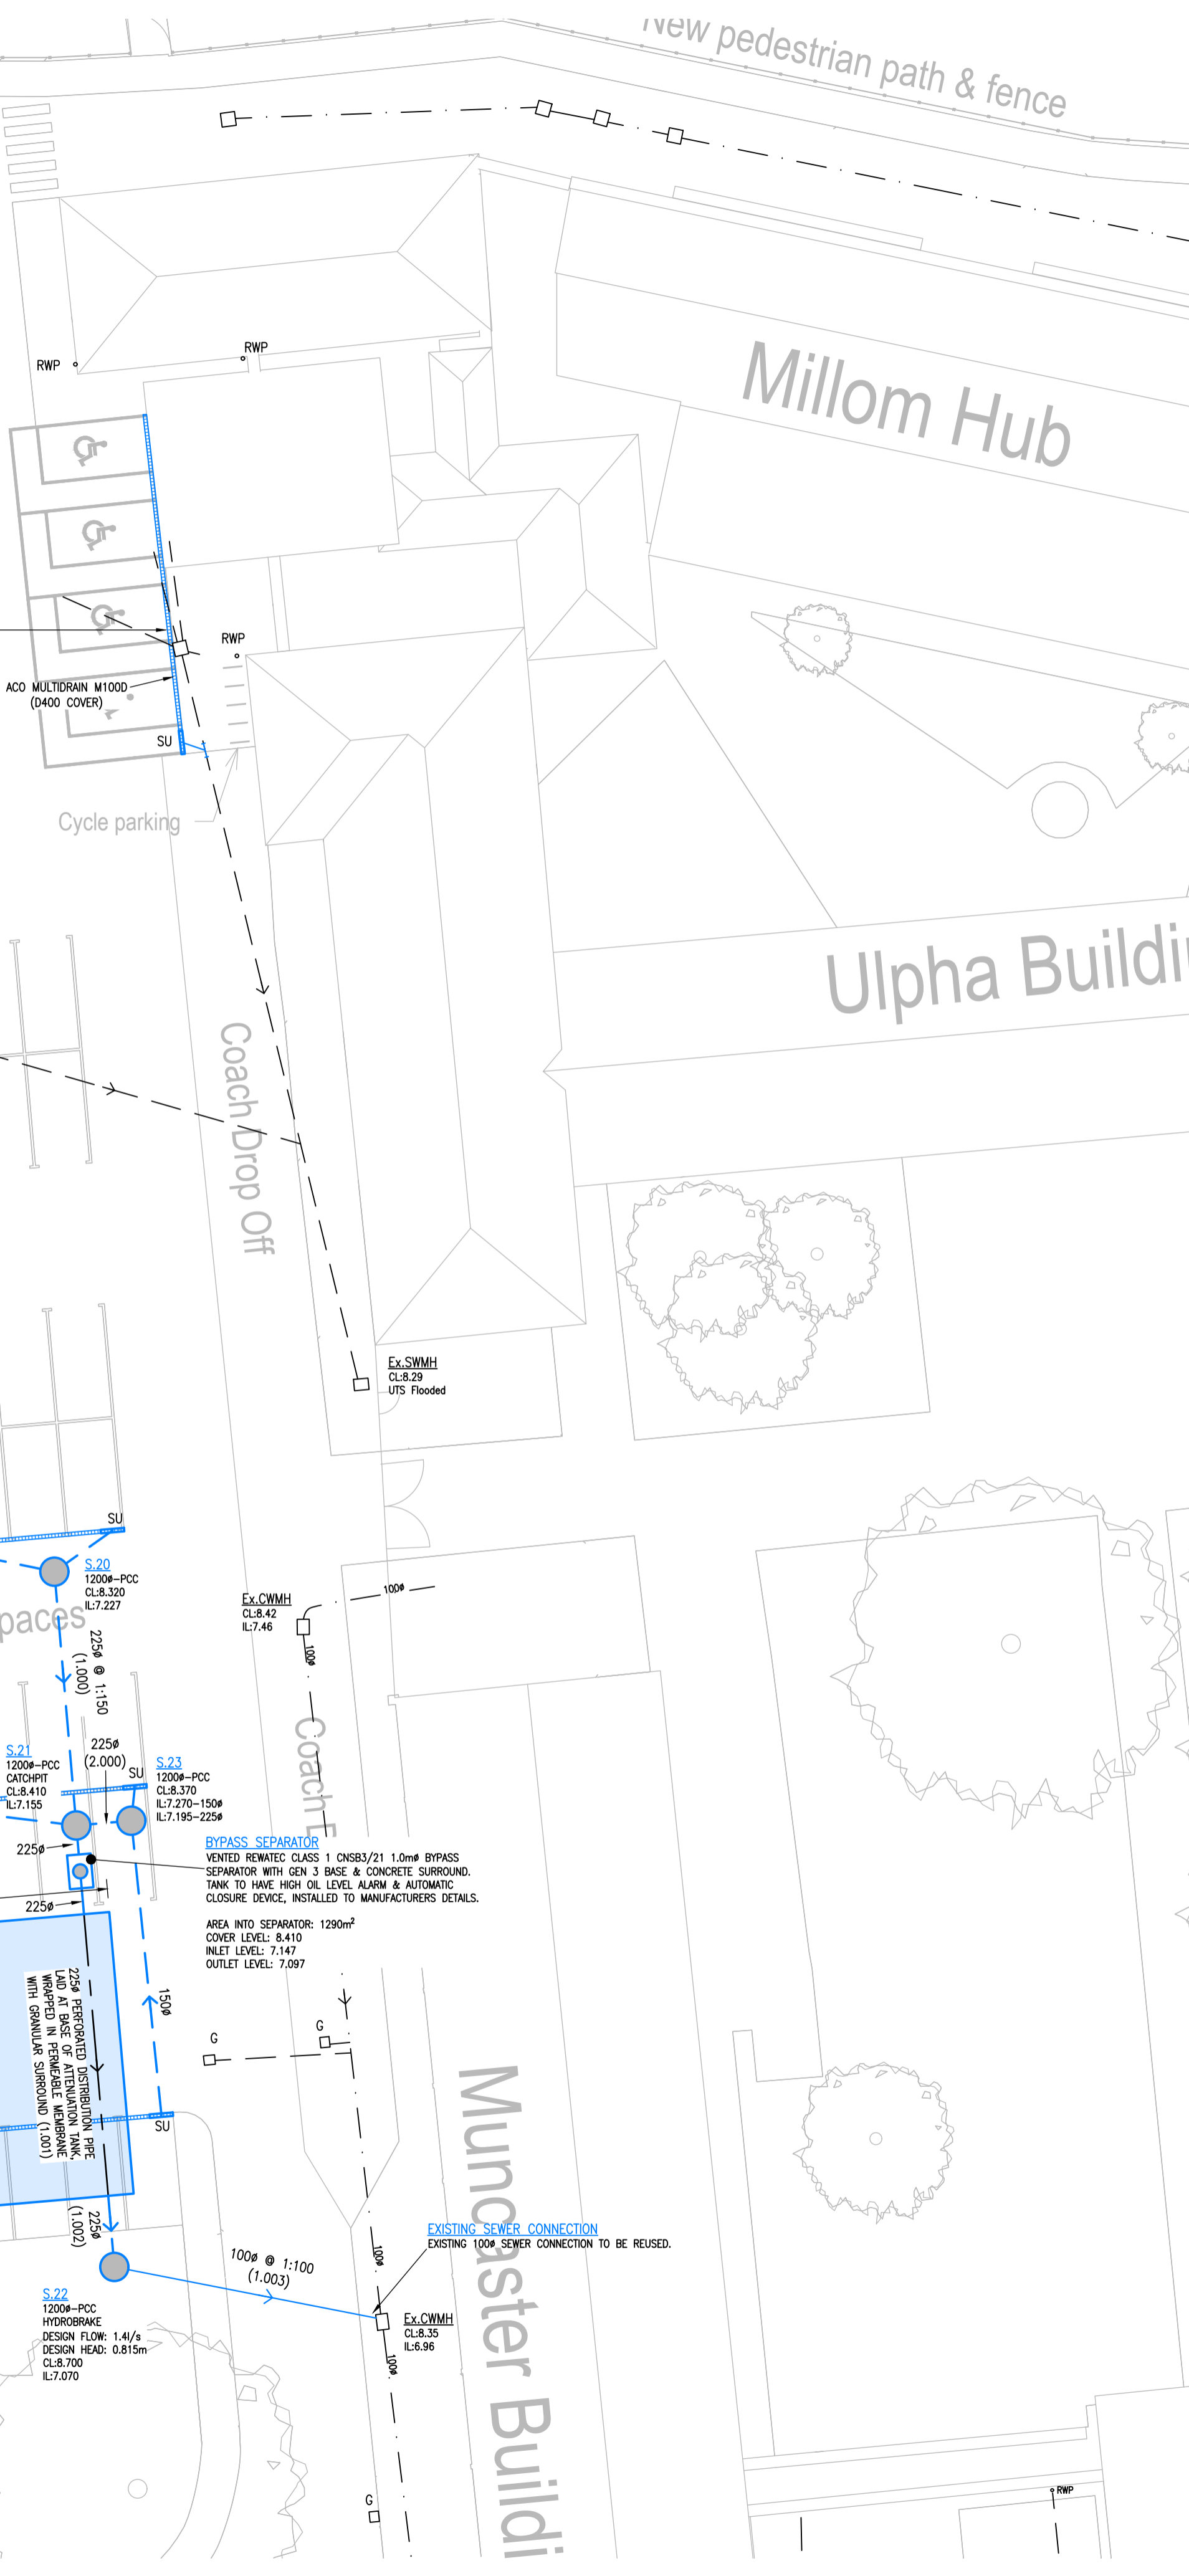 New pedestrian path & fence
RWP
RWP
Millom Hub
RWP
ACO MULTIDRAIN M100D
(D400 COVER)
SU
Cycle parking
Ulpha Buildi
Coach Drop Off
Ex.SWMH
CL:8.29
UTS Flooded
SU
S.20
1200ø-PCC
CL:8.320
IL:7.227
paces
Ex.CWMH
CL:8.42
IL:7.46
100ø
100ø
225ø @ 1:150
(1.000)
S.21
1200ø-PCC
CATCHPIT
CL:8.410
IL:7.155
225ø
(2.000)
SU
S.23
1200ø-PCC
CL:8.370
IL:7.270-150ø
IL:7.195-225ø
Coach
225ø
BYPASS SEPARATOR
VENTED REWATEC CLASS 1 CNSB3/21 1.0mø BYPASS
SEPARATOR WITH GEN 3 BASE & CONCRETE SURROUND.
TANK TO HAVE HIGH OIL LEVEL ALARM & AUTOMATIC
CLOSURE DEVICE, INSTALLED TO MANUFACTURERS DETAILS.
AREA INTO SEPARATOR: 1290m²
COVER LEVEL: 8.410
INLET LEVEL: 7.147
OUTLET LEVEL: 7.097
225ø
225ø PERFORATED DISTRIBUTION PIPE
LAID AT BASE OF ATTENUATION TANK,
WRAPPED IN PERMEABLE MEMBRANE
WITH GRANULAR SURROUND (1.001)
150ø
G
G
SU
Muncaster Buildi
225ø
(1.002)
EXISTING SEWER CONNECTION
EXISTING 100ø SEWER CONNECTION TO BE REUSED.
100ø @ 1:100
(1.003)
100ø
S.22
1200ø-PCC
HYDROBRAKE
DESIGN FLOW: 1.4l/s
DESIGN HEAD: 0.815m
CL:8.700
IL:7.070
Ex.CWMH
CL:8.35
IL:6.96
100ø
G
RWP